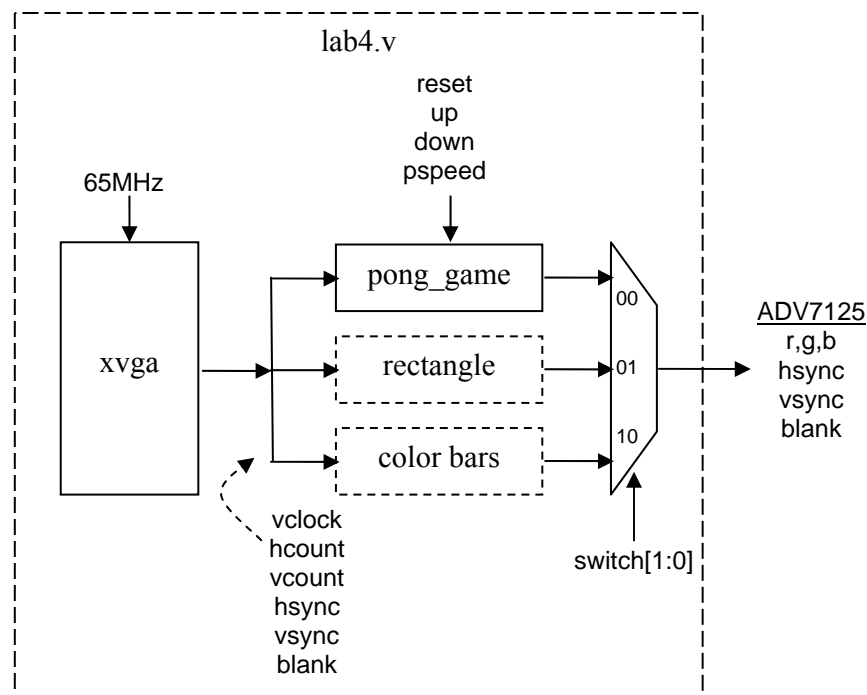 lab4.v
reset
up
down
pspeed
65MHz
xvga
pong_game
rectangle
color bars
00
01
10
ADV7125
r,g,b
hsync
vsync
blank
vclock
hcount
vcount
hsync
vsync
blank
switch[1:0]